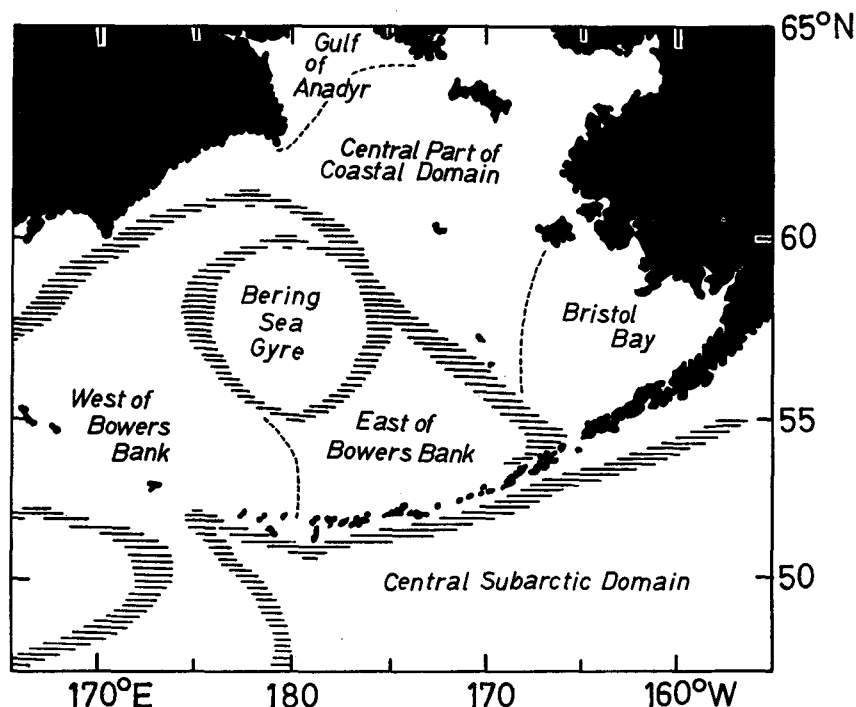 65°N
Gulf
of
Anadyr
Central Part of
Coastal Domain
60
Bering
Sea
Gyre
Bristol
Bay
West of
Bowers
Bank
55
East of
Bowers Bank
Central Subarctic Domain
50
170°E 180 170 160°W